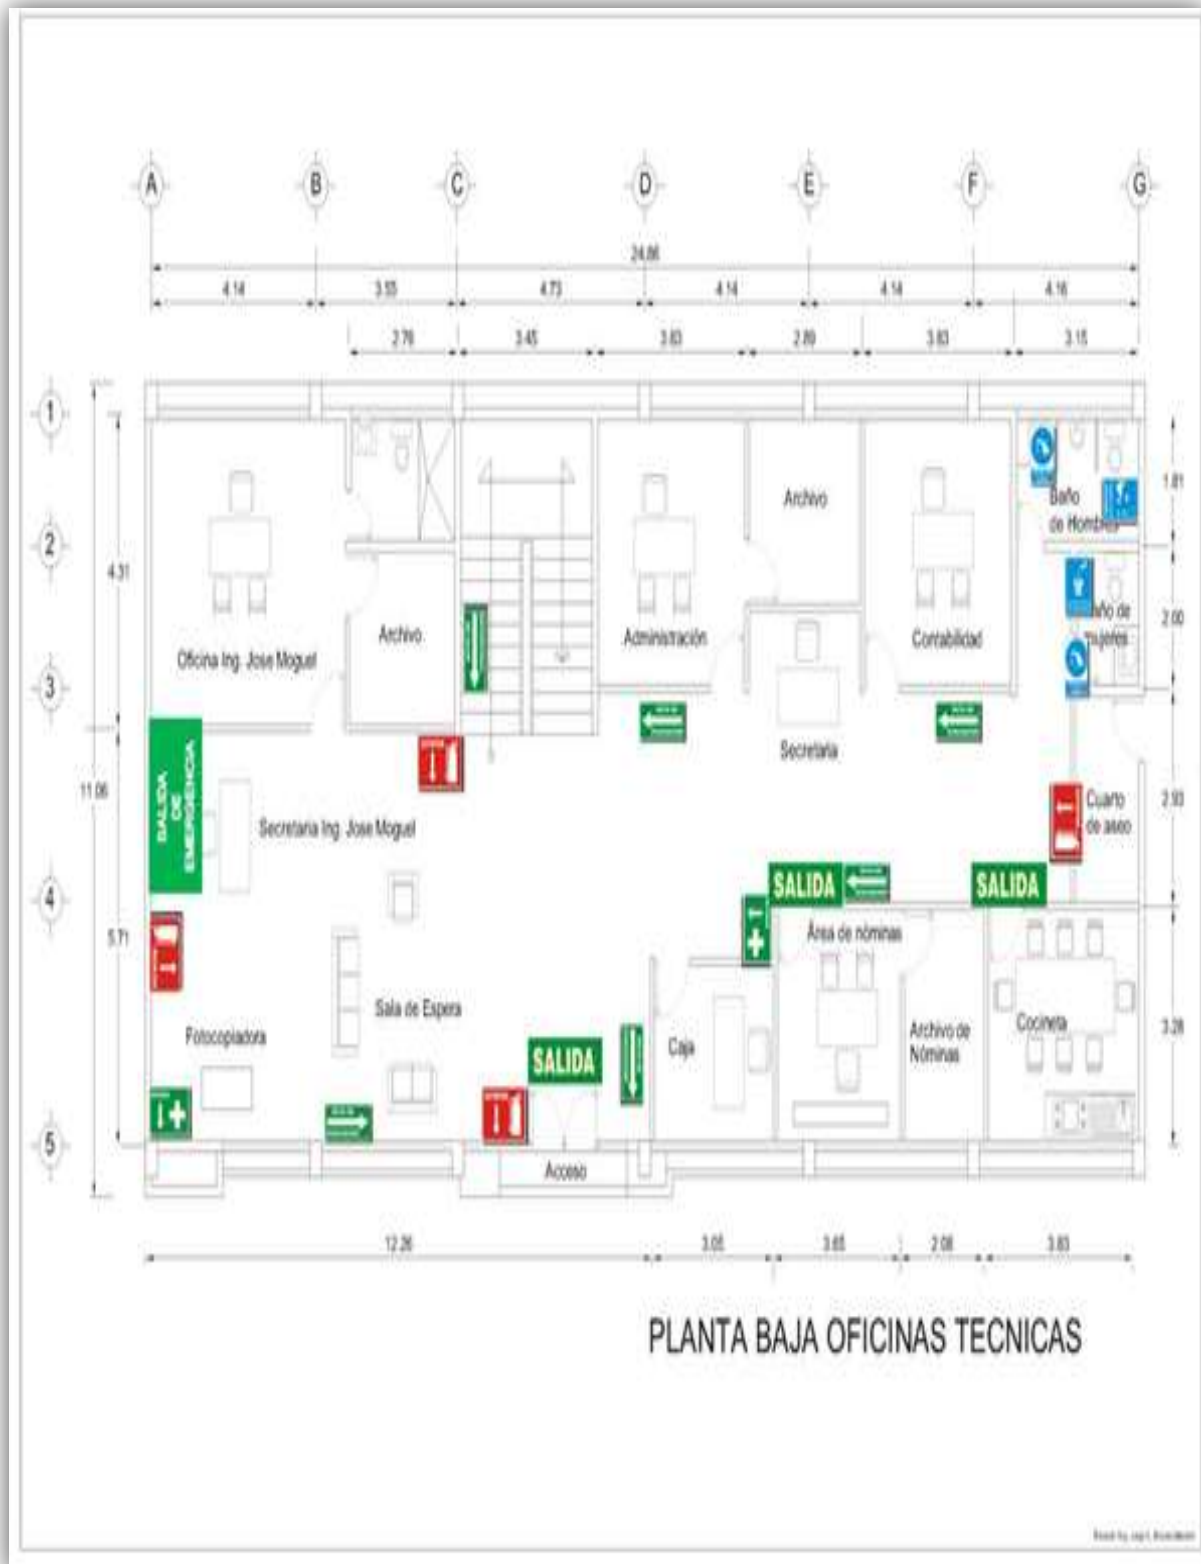 A B C D E F G
24.86
4.14 3.53 4.73 4.14 4.14 4.16
2.76 3.45 3.83 2.89 3.83 3.15
1
2
3
4
5
11.06
4.31
5.71
1.81
2.00
2.93
3.28
Archivo
Baño
de Hombres
Administración
Contabilidad
Archivo
Oficina Ing. Jose Moguel
mujeres
Secretaria
SALIDA
DE
EMERGENCIA
Secretaria Ing. Jose Moguel
Cuarto
de aseo
SALIDA
SALIDA
Área de nóminas
Sala de Espera
Fotocopiadora
Caja
Archivo de
Nóminas
Cocineta
SALIDA
Acceso
12.26 3.05 3.65 2.08 3.83
PLANTA BAJA OFICINAS TECNICAS